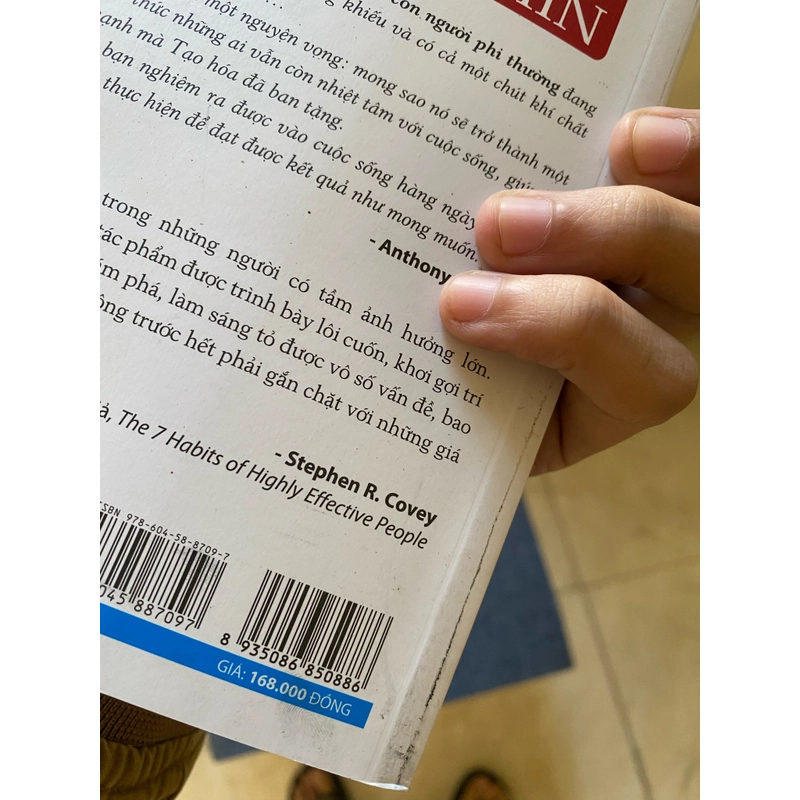 con người phi thường đang
khiếu và có cả một chút khí chất
một nguyện vọng: mong sao nó sẽ trở thành một
thức những ai vẫn còn nhiệt tâm với cuộc sống, giúp
mạnh mà Tạo hóa đã ban tặng.
bạn nghiệm ra được vào cuộc sống hàng ngày
thực hiện để đạt được kết quả như mong muốn.
- Anthony
trong những người có tầm ảnh hưởng lớn.
tác phẩm được trình bày lôi cuốn, khơi gợi trí
phá, làm sáng tỏ được vô số vấn đề, bao
trước hết phải gắn chặt với những giá
- Stephen R. Covey
The 7 Habits of Highly Effective People
ISBN 978-604-58-8709-7
045 887097
8 935086 850886
GIÁ: 168.000 ĐỒNG